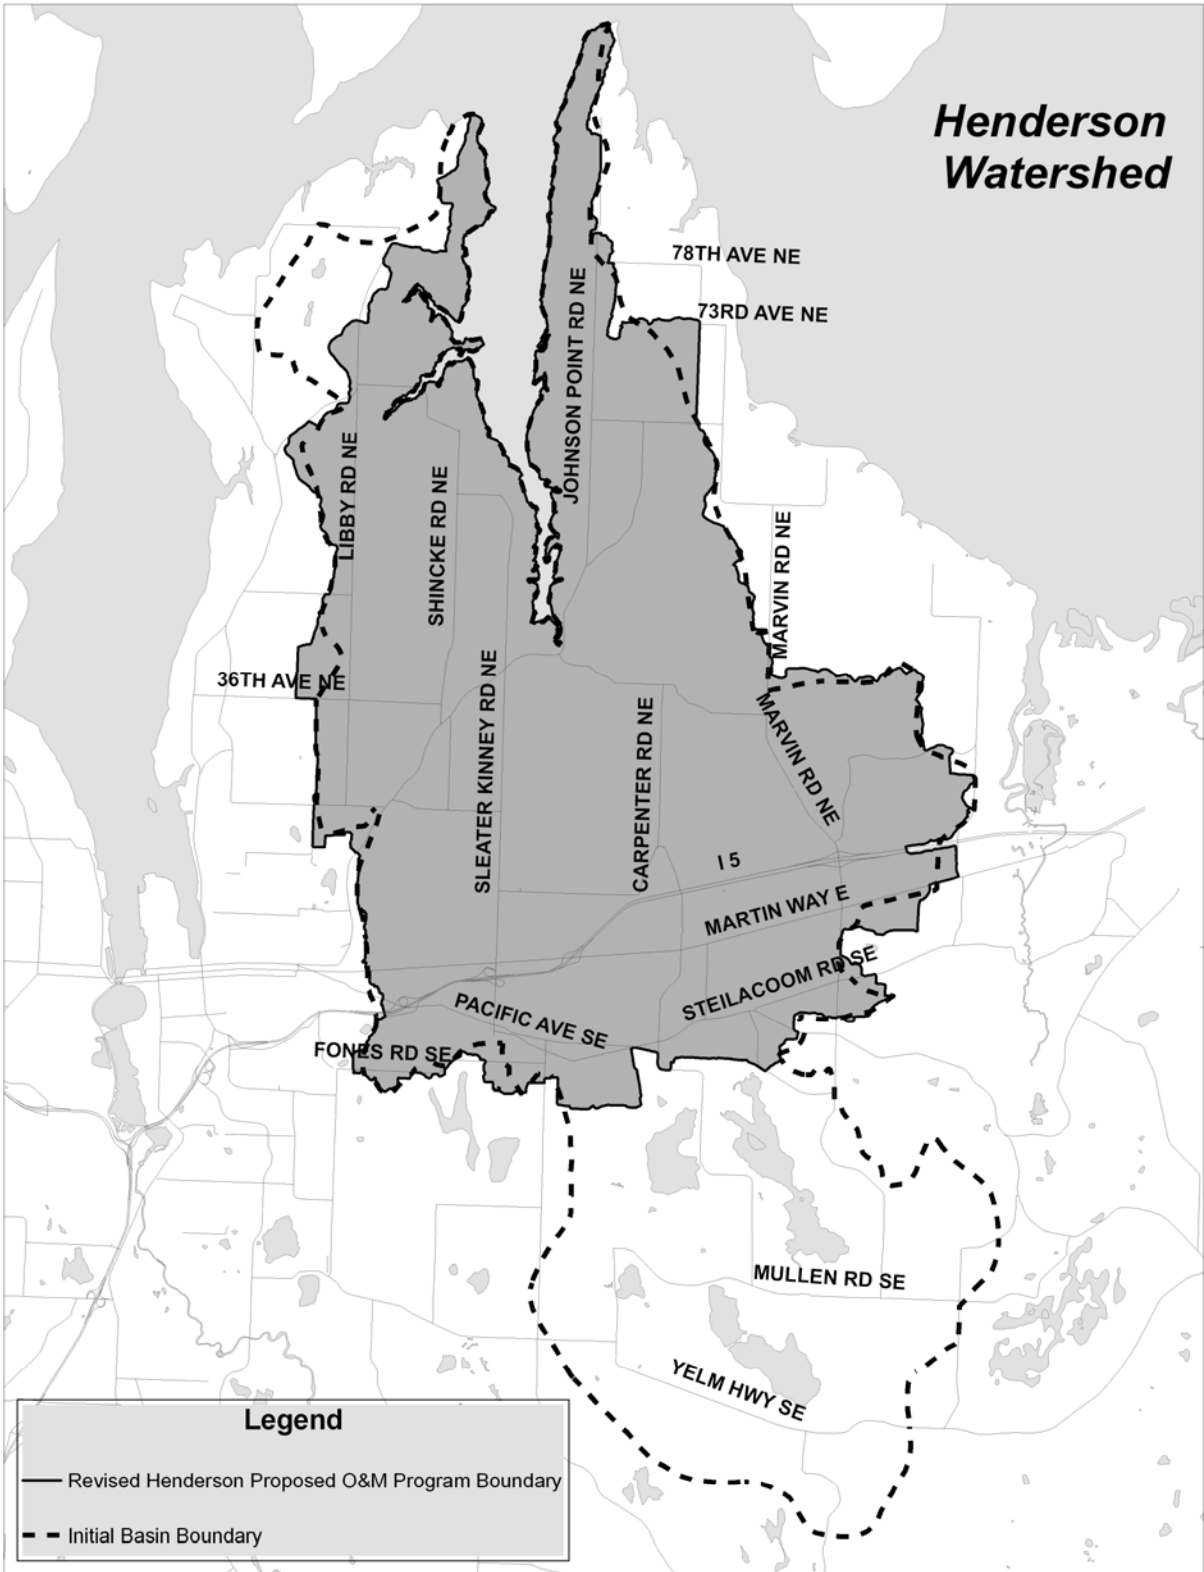 Henderson
Watershed
78TH AVE NE
73RD AVE NE
JOHNSON POINT RD NE
LIBBY RD NE
SHINCKE RD NE
MARVIN RD NE
36TH AVE NE
SLEATER KINNEY RD NE
CARPENTER RD NE
MARVIN RD NE
I 5
MARTIN WAY E
STEILACOOM RD SE
PACIFIC AVE SE
FONES RD SE
MULLEN RD SE
YELM HWY SE
Legend
Revised Henderson Proposed O&M Program Boundary
Initial Basin Boundary